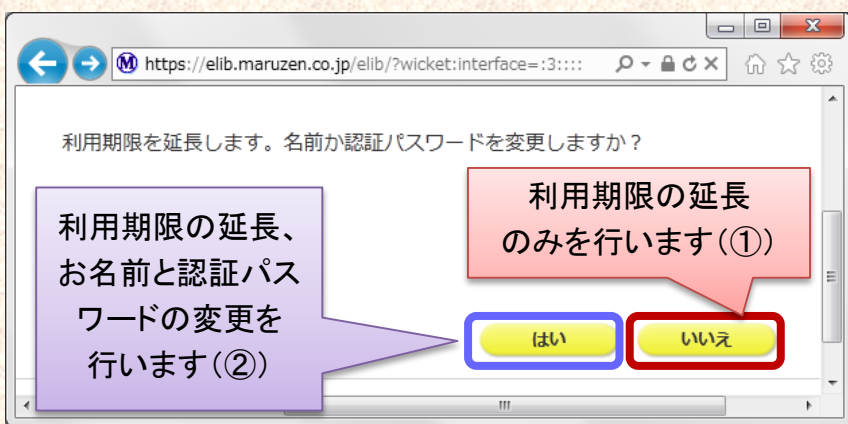 https://elib.maruzen.co.jp/elib/?wicket:interface=:3::::
利用期限を延長します。名前か認証パスワードを変更しますか？
利用期限の延長
のみを行います（①）
利用期限の延長、
お名前と認証パス
ワードの変更を
行います（②）
はい
いいえ